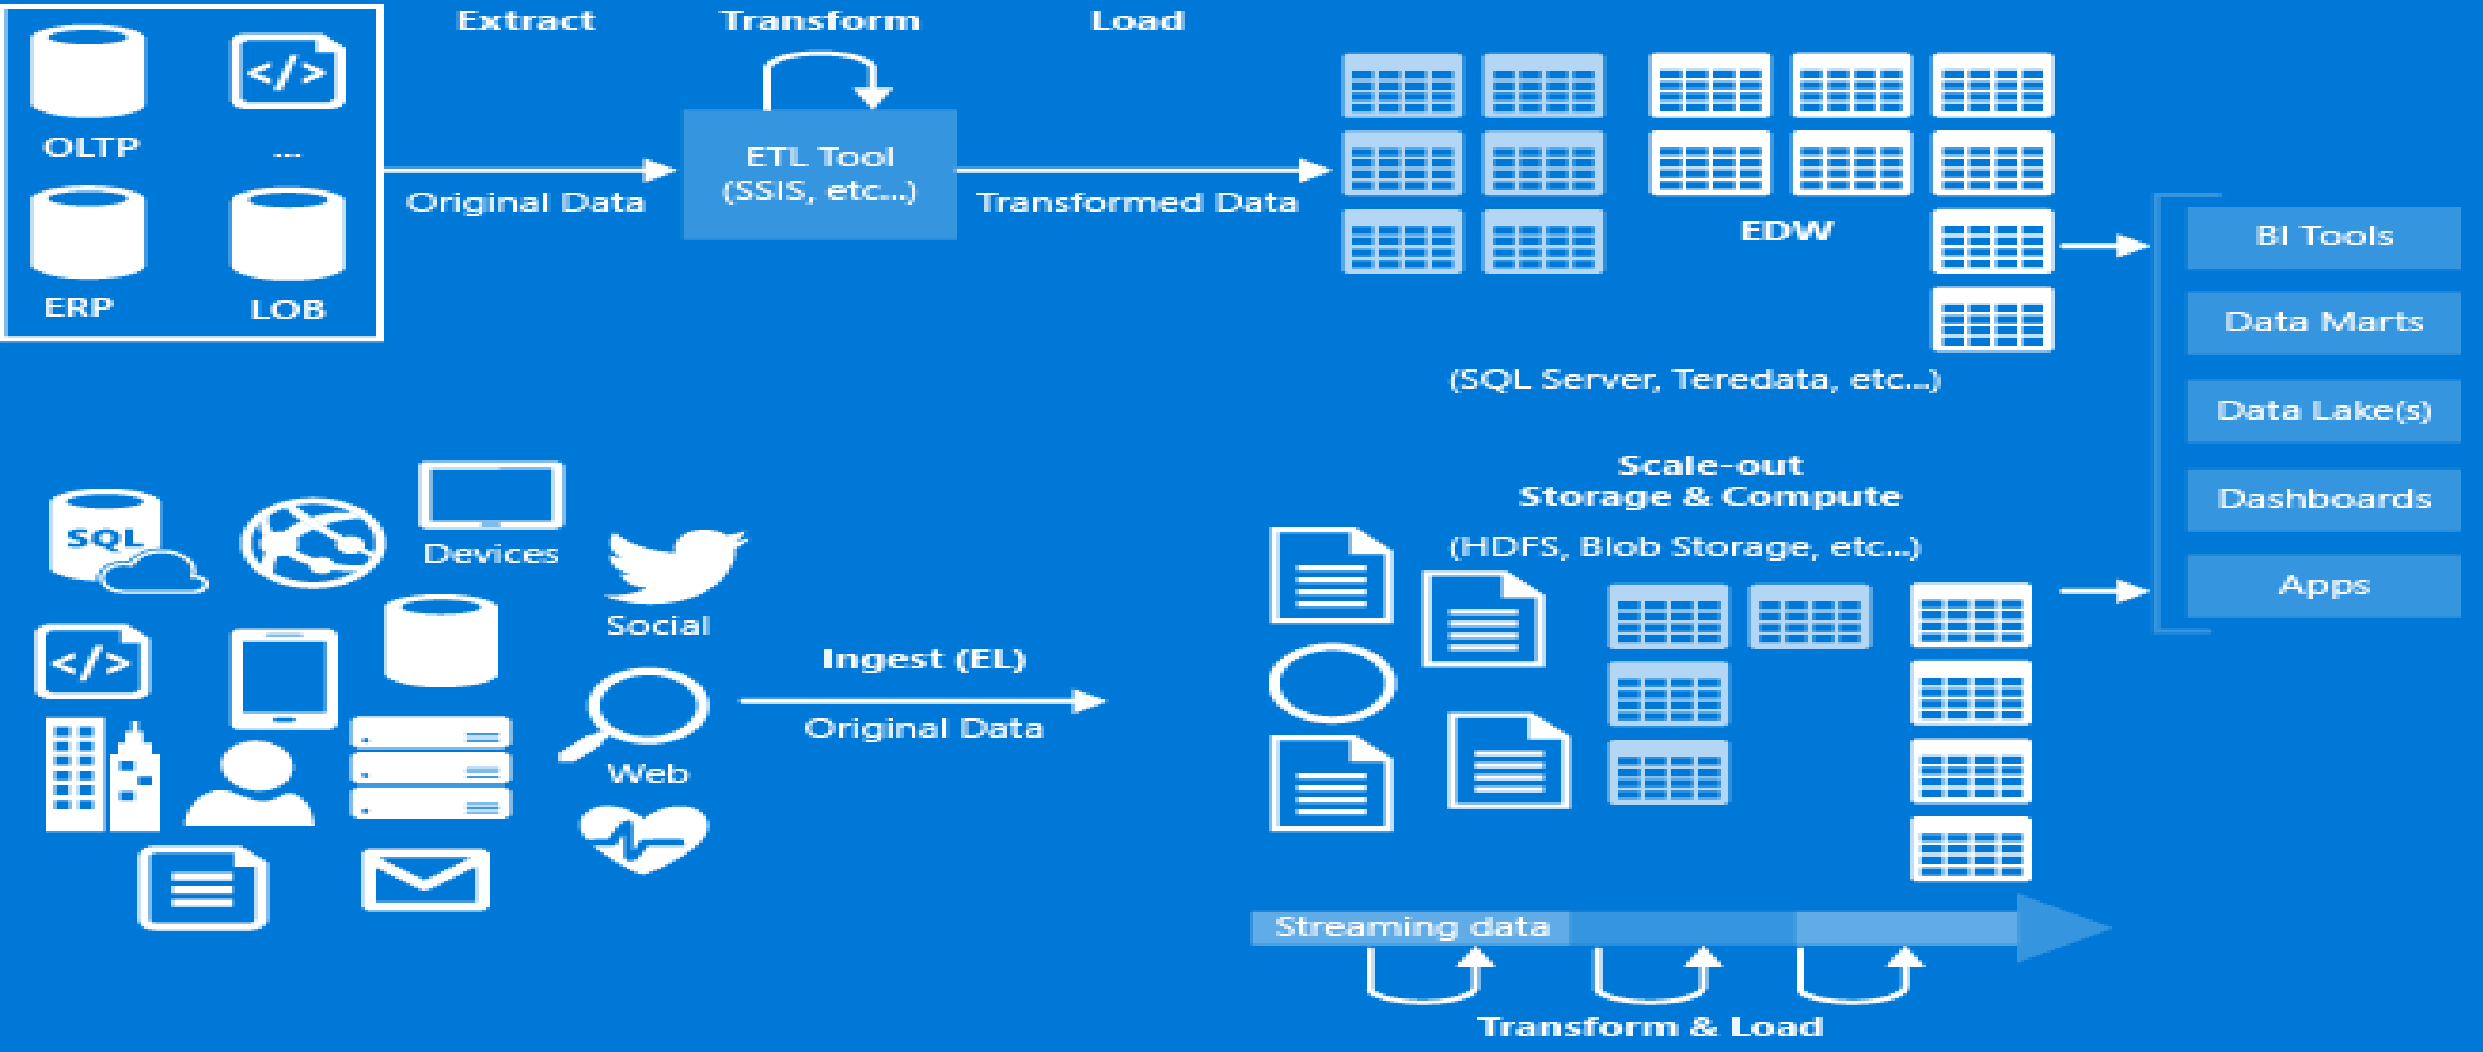 Extract
Transform
Load
OLTP
...
ERP
LOB
</>
Original Data
ETL Tool
(SSIS, etc...)
Transformed Data
EDW
(SQL Server, Teredata, etc...)
BI Tools
Data Marts
Data Lake(s)
Dashboards
Apps
SQL
Devices
Social
</>
Web
Ingest (EL)
Original Data
Scale-out
Storage & Compute
(HDFS, Blob Storage, etc...)
Streaming data
Transform & Load